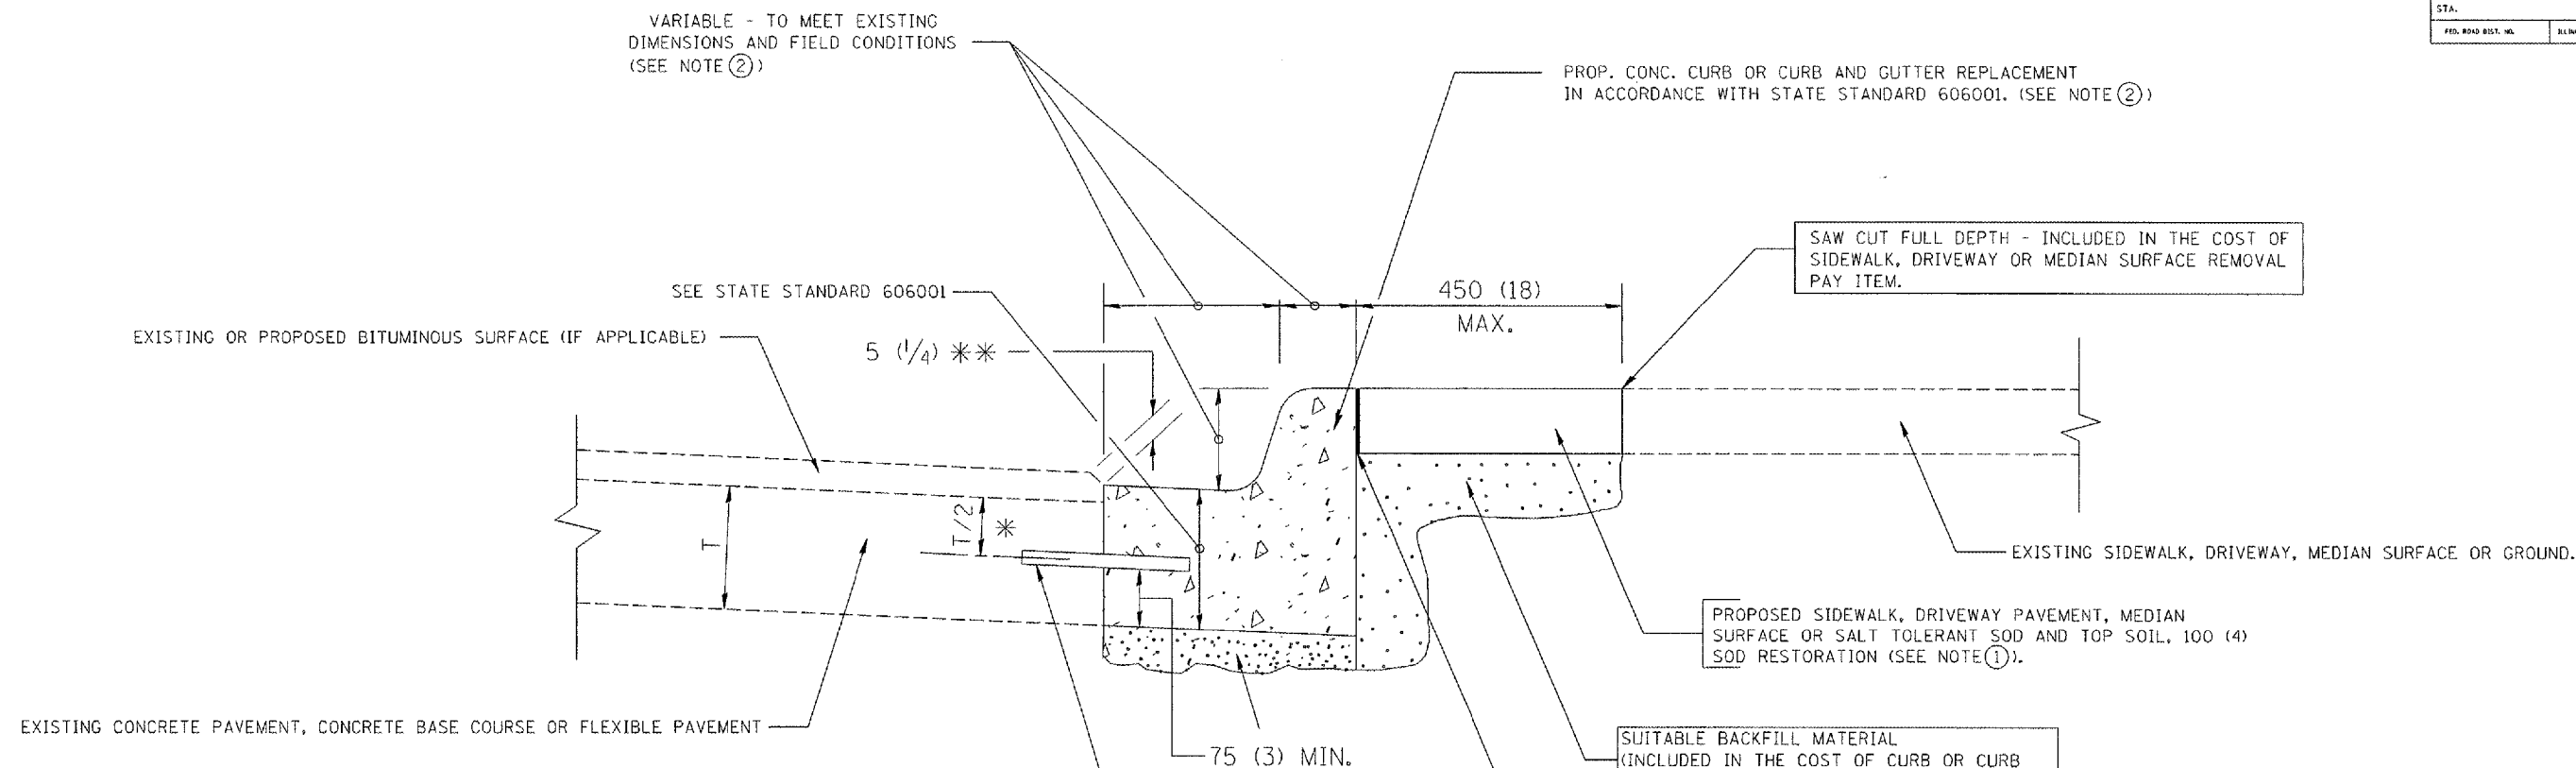 VARIABLE - TO MEET EXISTING
DIMENSIONS AND FIELD CONDITIONS
(SEE NOTE ②)
STA.
FED. ROAD DIST. NO.
PROP. CONC. CURB OR CURB AND GUTTER REPLACEMENT
IN ACCORDANCE WITH STATE STANDARD 606001. (SEE NOTE ②)
SAW CUT FULL DEPTH - INCLUDED IN THE COST OF
SIDEWALK, DRIVEWAY OR MEDIAN SURFACE REMOVAL
PAY ITEM.
SEE STATE STANDARD 606001
450 (18)
MAX.
EXISTING OR PROPOSED BITUMINOUS SURFACE (IF APPLICABLE)
5 (1/4) **
T
T/2
*
EXISTING SIDEWALK, DRIVEWAY, MEDIAN SURFACE OR GROUND.
PROPOSED SIDEWALK, DRIVEWAY PAVEMENT, MEDIAN
SURFACE OR SALT TOLERANT SOD AND TOP SOIL, 100 (4)
SOD RESTORATION (SEE NOTE ①).
EXISTING CONCRETE PAVEMENT, CONCRETE BASE COURSE OR FLEXIBLE PAVEMENT
75 (3) MIN.
SUITABLE BACKFILL MATERIAL
(INCLUDED IN THE COST OF CURB OR CURB